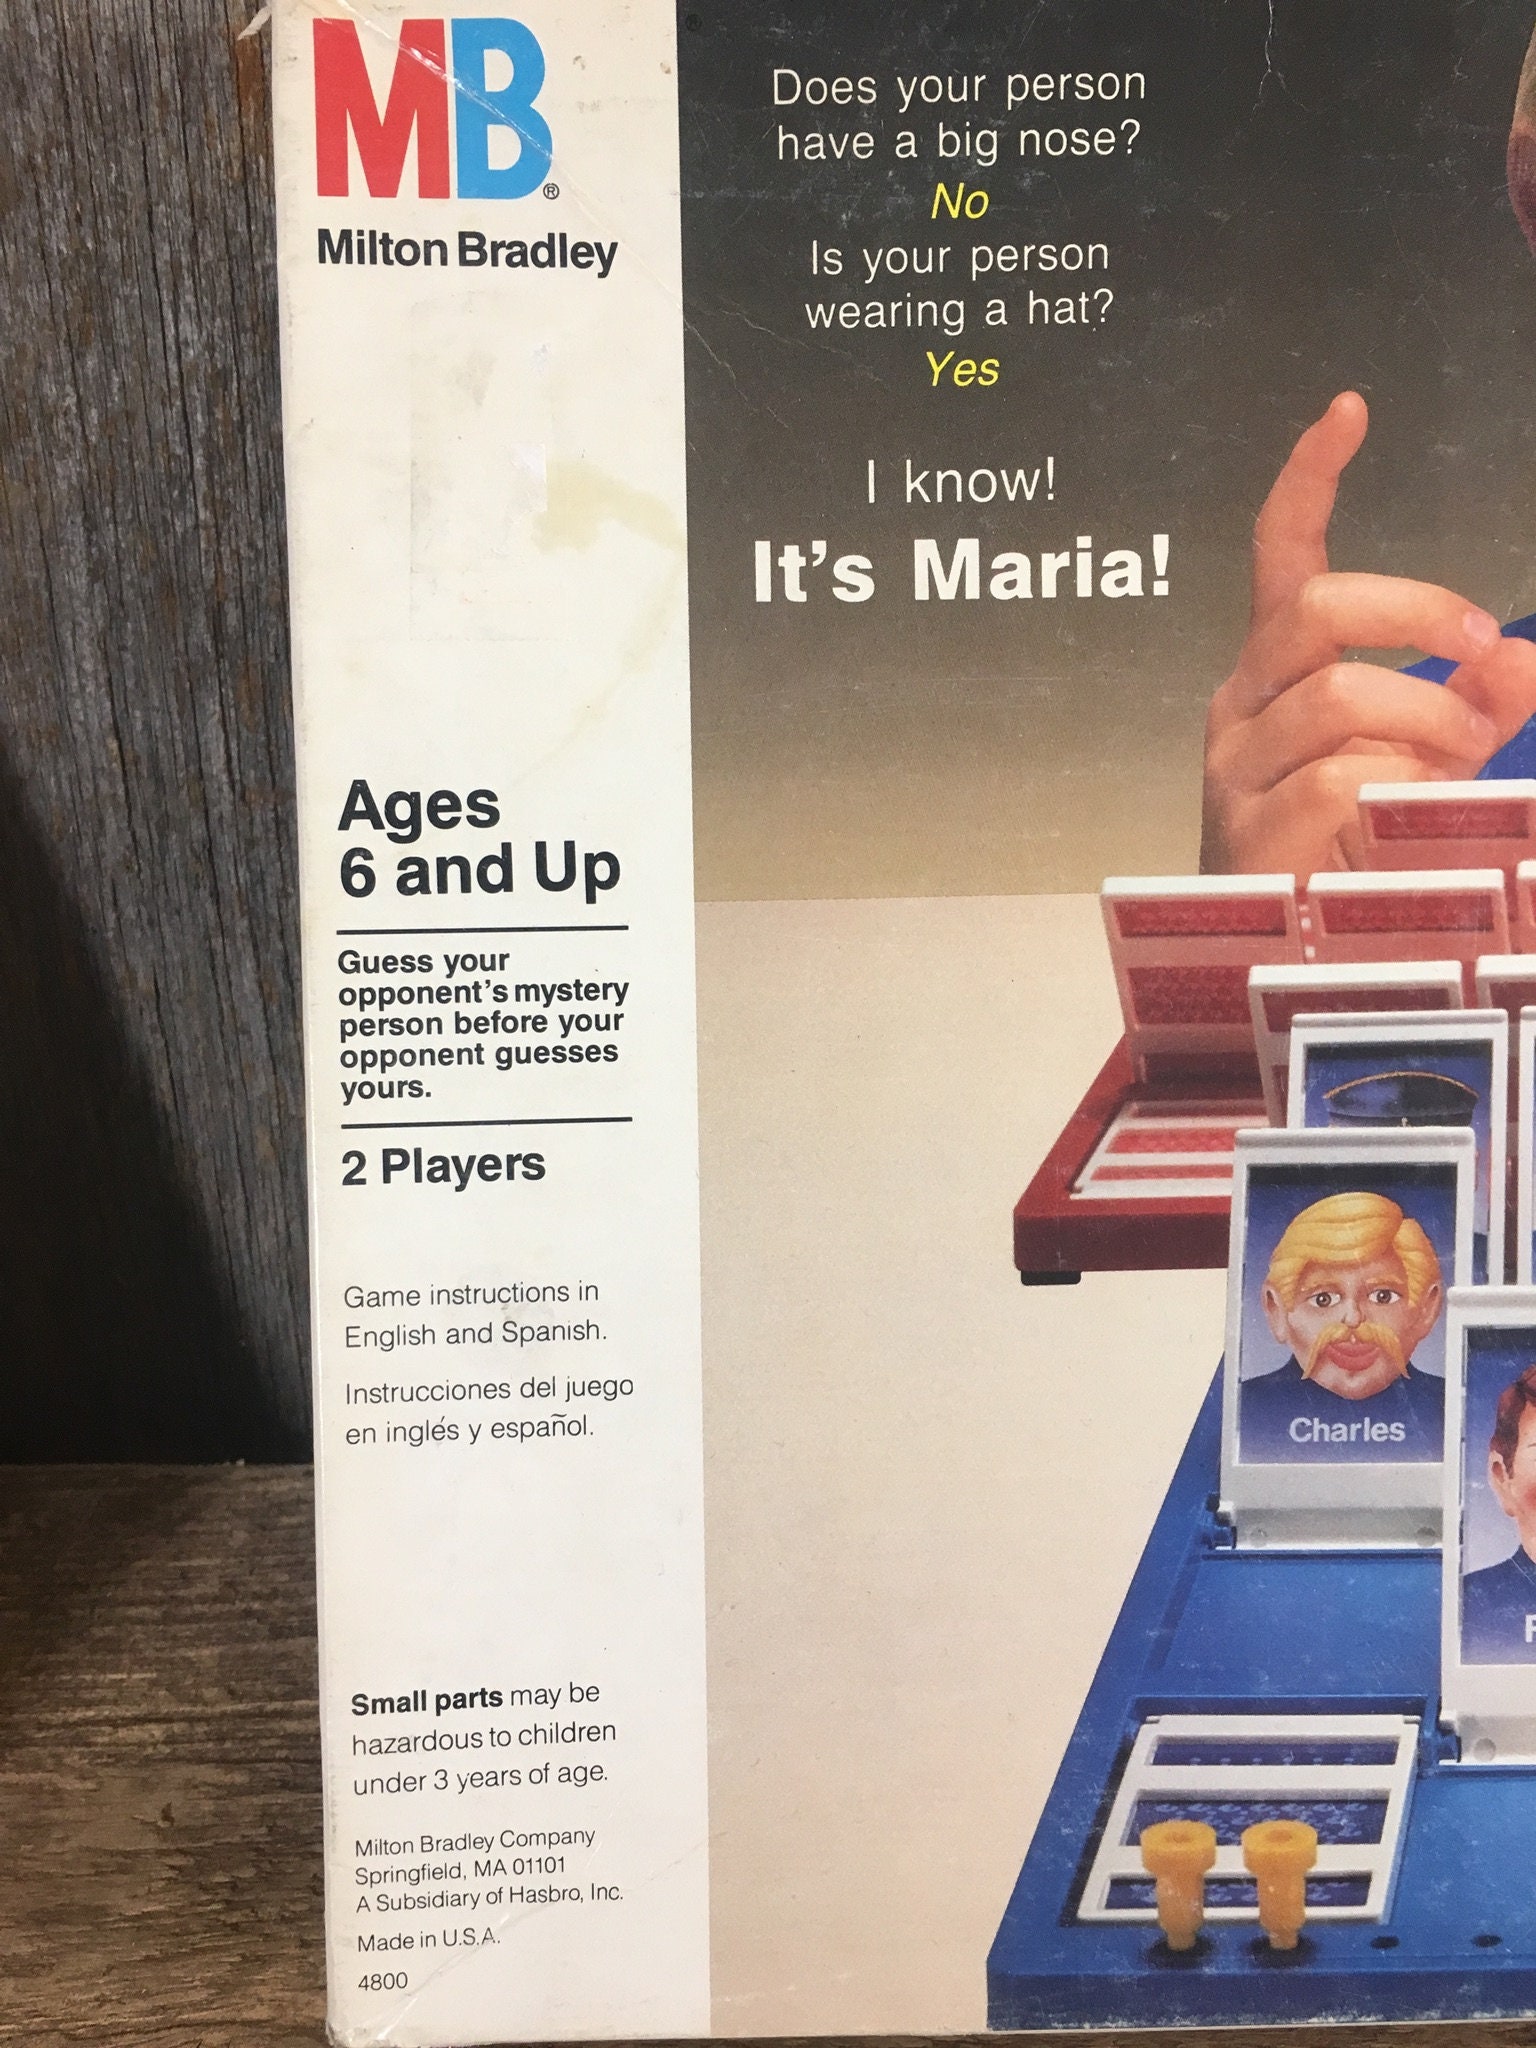 MB®
Milton Bradley
Ages
6 and Up
Guess your
opponent's mystery
person before your
opponent guesses
yours.
2 Players
Game instructions in
English and Spanish.
Instrucciones del juego
en inglés y español.
Small parts may be
hazardous to children
under 3 years of age.
Milton Bradley Company
Springfield, MA 01101
A Subsidiary of Hasbro, Inc.
Made in U.S.A.
4800
Does your person
have a big nose?
No
Is your person
wearing a hat?
Yes
I know!
It's Maria!
Charles